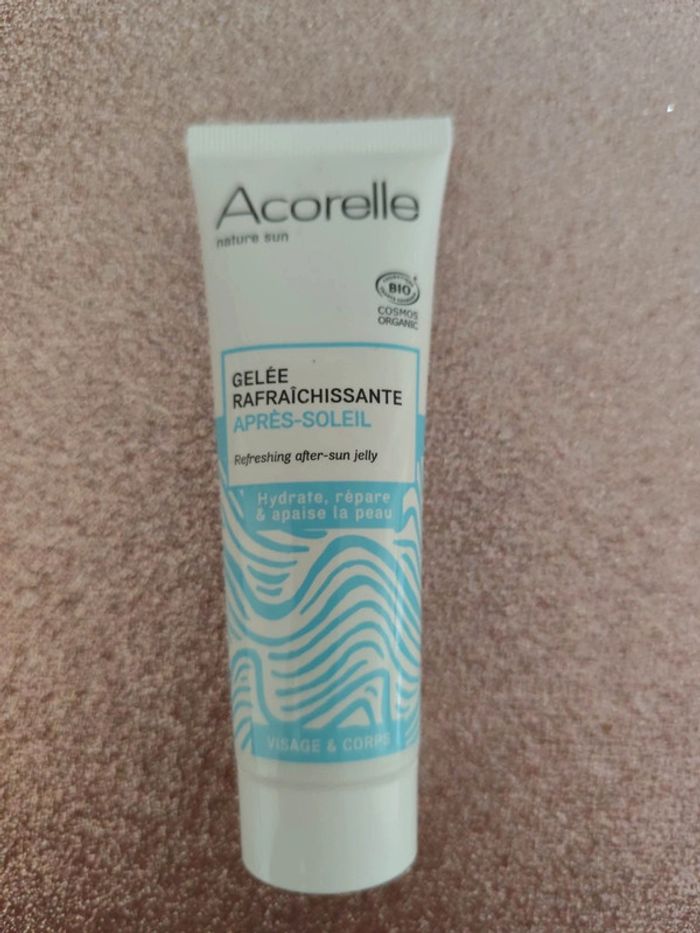 Acorelle
nature sun
BIO
COSMOS
ORGANIC
GELÉE
RAFRAÎCHISSANTE
APRÈS-SOLEIL
Refreshing after-sun jelly
Hydrate, répare
& apaise la peau
VISAGE & CORPS